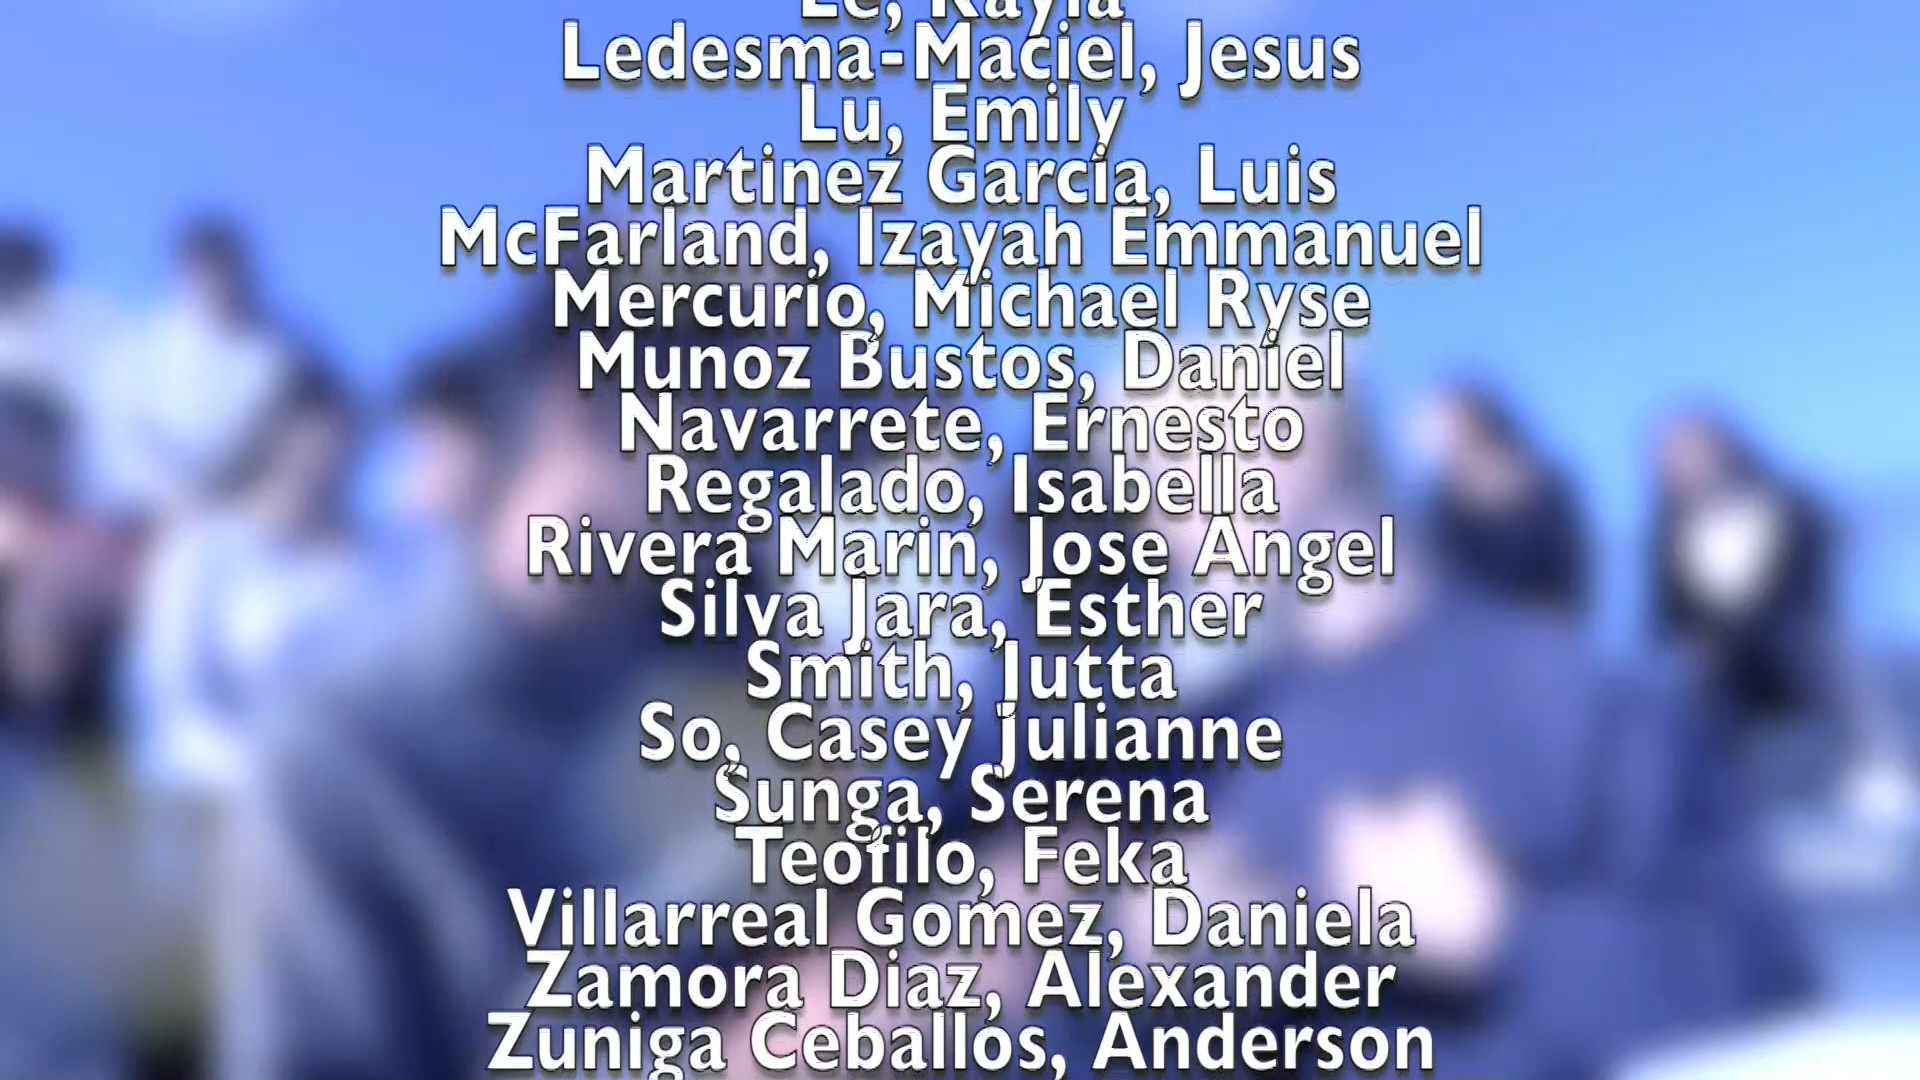 Le, Kayla
Ledesma-Maciel, Jesus
Lu, Emily
Martinez Garcia, Luis
McFarland, Izayah Emmanuel
Mercurio, Michael Ryse
Munoz Bustos, Daniel
Navarrete, Ernesto
Regalado, Isabella
Rivera Marin, Jose Angel
Silva Jara, Esther
Smith, Jutta
So, Casey Julianne
Sunga, Serena
Teofilo, Feka
Villarreal Gomez, Daniela
Zamora Diaz, Alexander
Zuniga Ceballos, Anderson